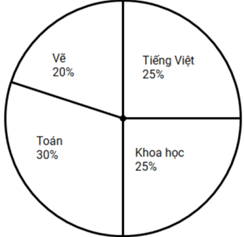 Vẽ
20%
Tiếng Việt
25%
Toán
30%
Khoa học
25%